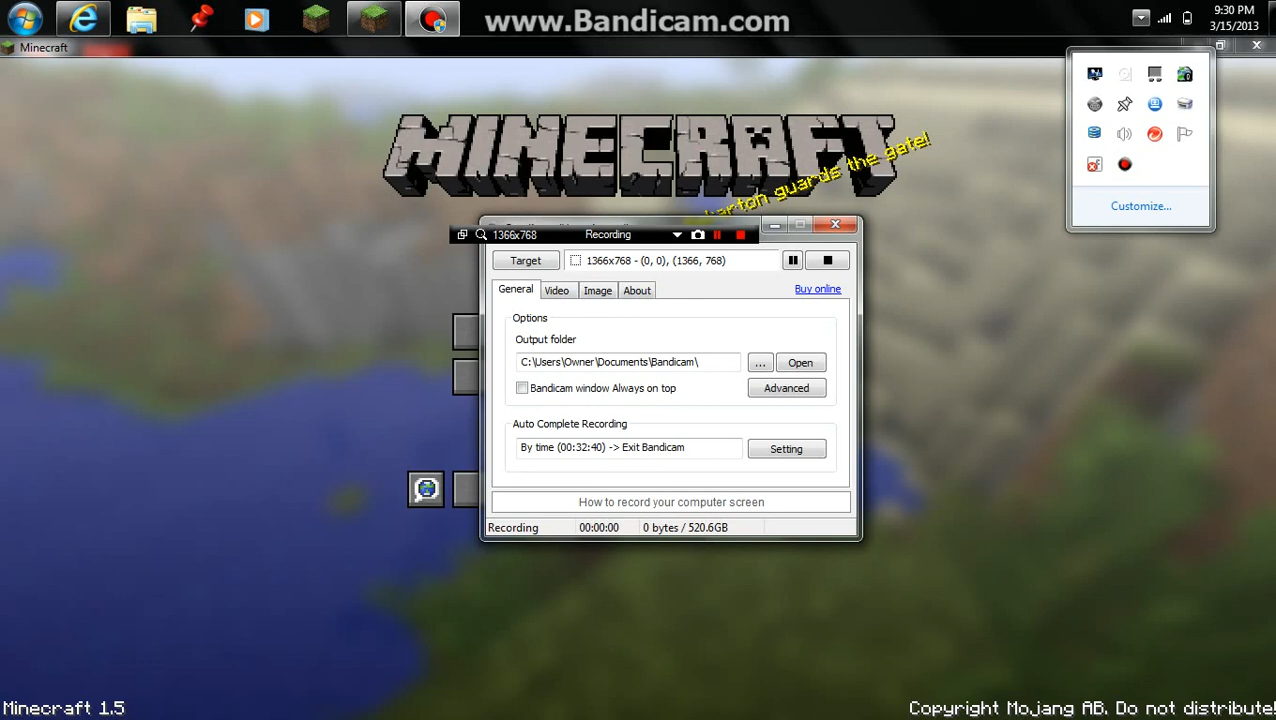 www.Bandicam.com
9:30 PM
3/15/2013
Minecraft
Customize...
MINECRAFT
guards the gate!
1366x768
Recording
Target
1366x768 - (0, 0), (1366, 768)
General
Video
Image
About
Buy online
Options
Output folder
C:\Users\Owner\Documents\Bandicam\
...
Open
Bandicam window Always on top
Advanced
Auto Complete Recording
By time (00:32:40) -> Exit Bandicam
Setting
How to record your computer screen
Recording
00:00:00
0 bytes / 520.6GB
Minecraft 1.5
Copyright Mojang AB. Do not distribute!